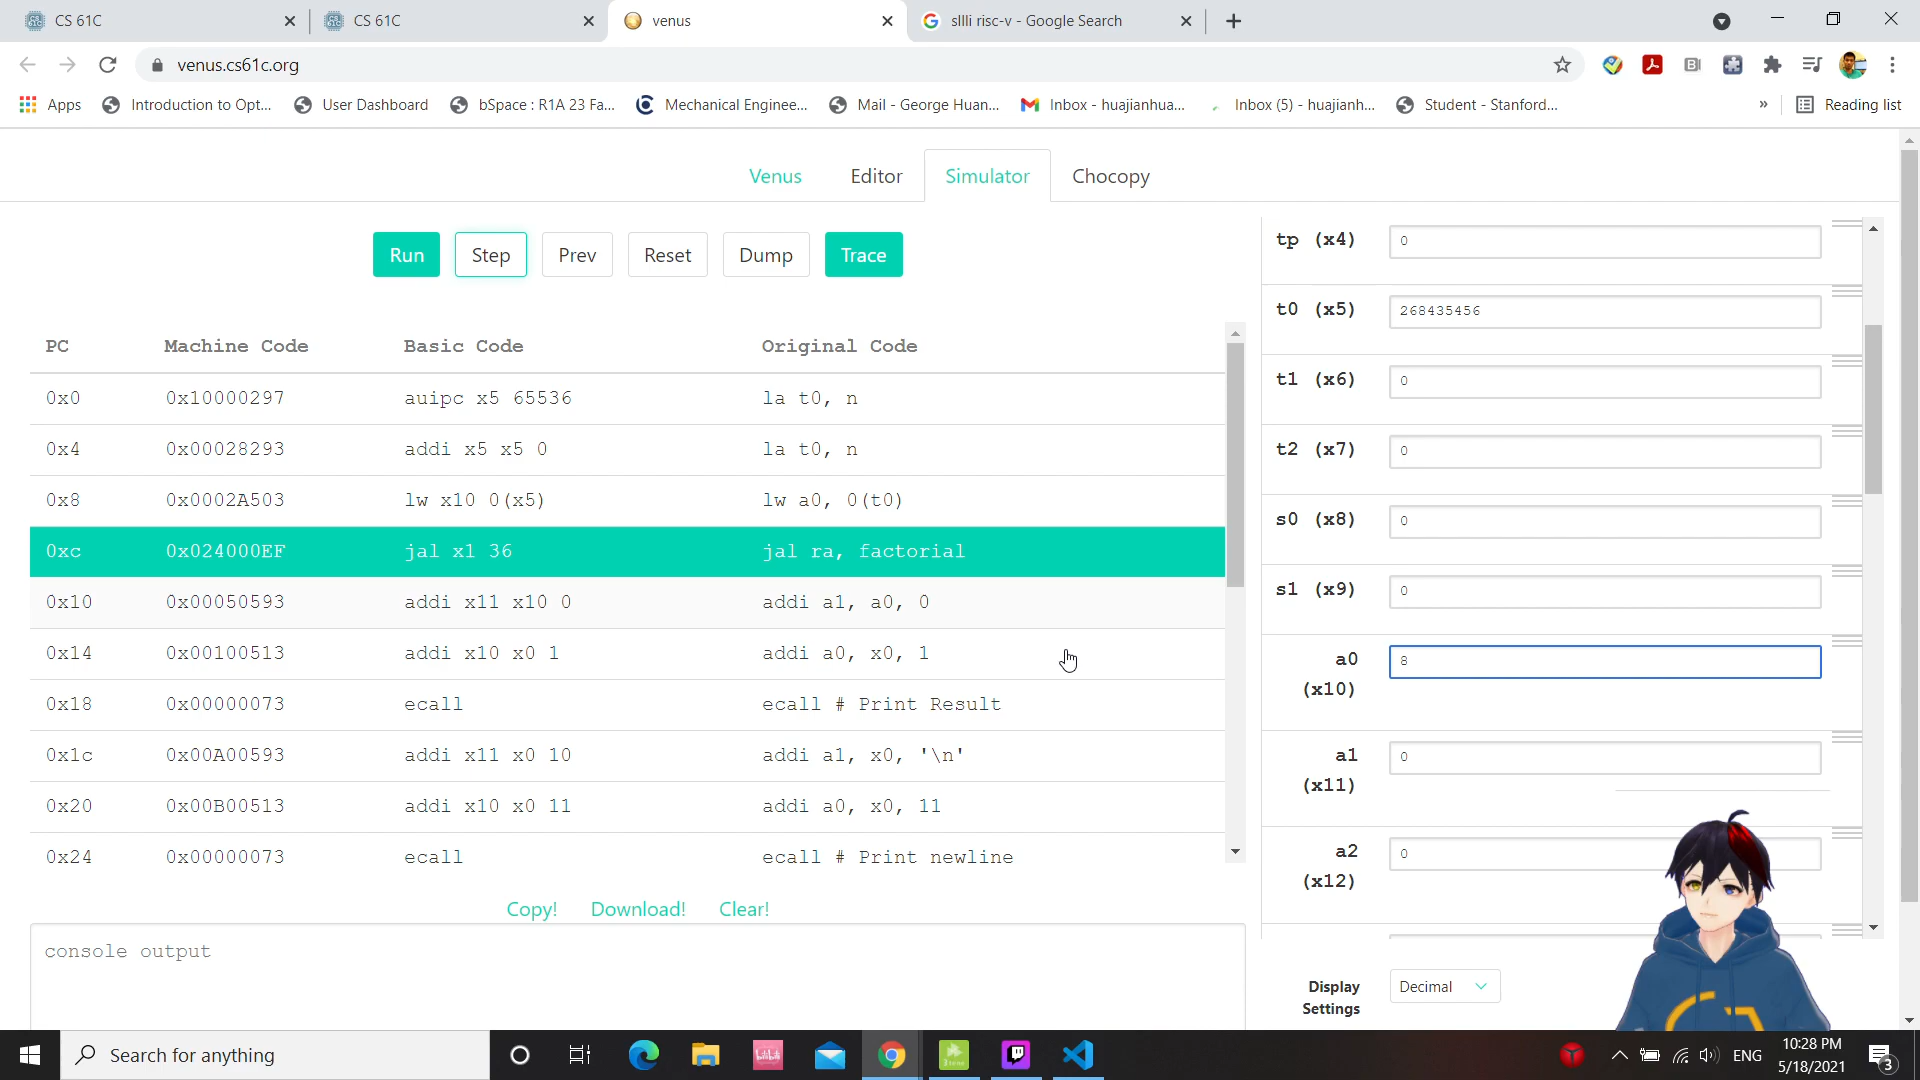 CS 61C
CS 61C
venus
slllli risc-v - Google Search
venus.cs61c.org
Apps
Introduction to Opt...
User Dashboard
bSpace : R1A 23 Fa...
Mechanical Enginee...
Mail - George Huan...
Inbox - huajianhua...
Inbox (5) - huajianh...
Student - Stanford...
»
Reading list
Venus Editor Simulator Chocopy
Run Step Prev Reset Dump Trace
PC Machine Code Basic Code Original Code
0x0 0x10000297 auipc x5 65536 la t0, n
0x4 0x00028293 addi x5 x5 0 la t0, n
0x8 0x0002A503 lw x10 0(x5) lw a0, 0(t0)
0xc 0x024000EF jal x1 36 jal ra, factorial
0x10 0x00050593 addi x11 x10 0 addi a1, a0, 0
0x14 0x00100513 addi x10 x0 1 addi a0, x0, 1
0x18 0x00000073 ecall ecall # Print Result
0x1c 0x00A00593 addi x11 x0 10 addi a1, x0, '\n'
0x20 0x00B00513 addi x10 x0 11 addi a0, x0, 11
0x24 0x00000073 ecall ecall # Print newline
Copy! Download! Clear!
console output
tp (x4) 0
t0 (x5) 268435456
t1 (x6) 0
t2 (x7) 0
s0 (x8) 0
s1 (x9) 0
a0 (x10) 8
a1 (x11) 0
a2 (x12) 0
Display Settings Decimal
Search for anything
ENG
10:28 PM
5/18/2021
3